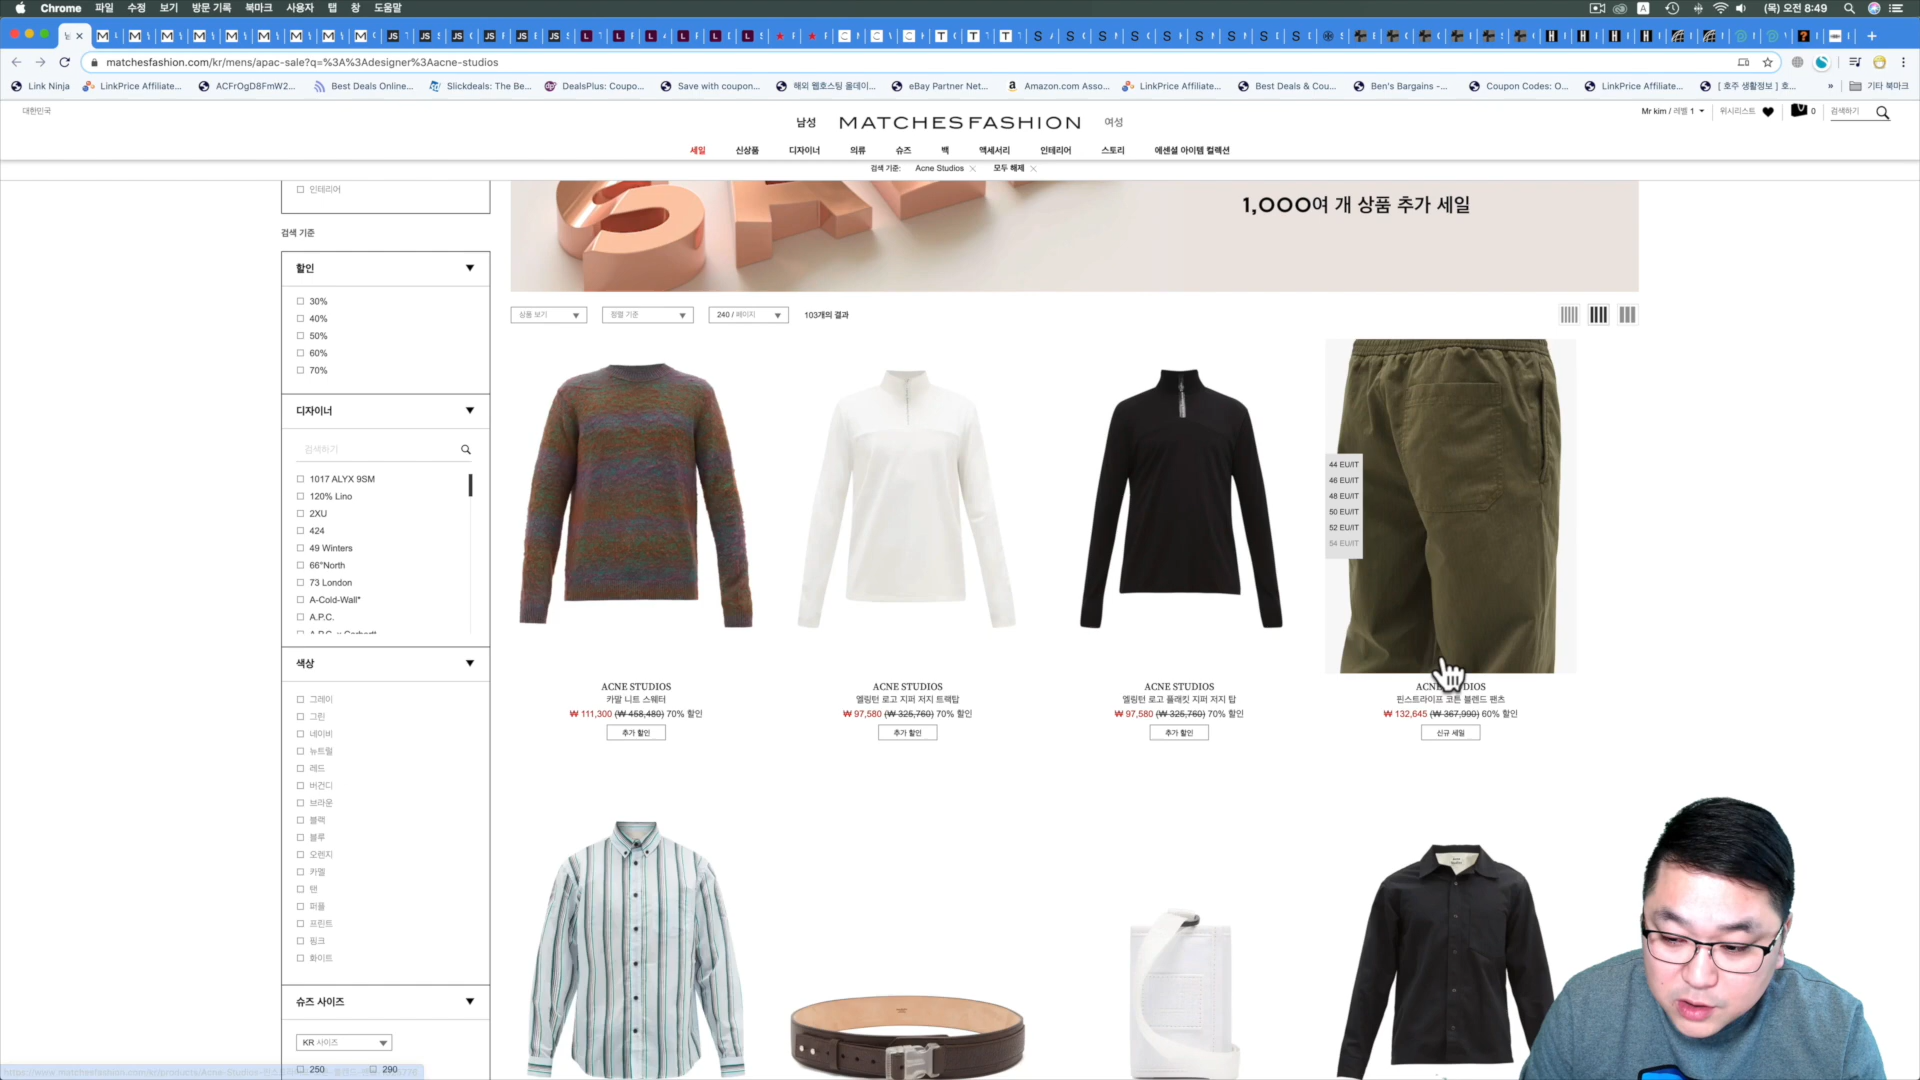 Chrome 파일 수정 보기 방문 기록 북마크 사용자 탭 창 도움말
(목) 오전 8:49
matchesfashion.com/kr/mens/apac-sale?q=%3A%3Adesigner%3Aacne-studios
Link Ninja LinkPrice Affiliate... ACFrOgD8FmW2... Best Deals Online... Slickdeals: The Be... DealsPlus: Coupo... Save with coupon... 해외 웹호스팅 올데이... eBay Partner Net... Amazon.com Asso... LinkPrice Affiliate... Best Deals & Cou... Ben's Bargains -... Coupon Codes: O... LinkPrice Affiliate... [ 호주 생활정보 ] 호... » 기타 북마크
대한민국
남성 MATCHESFASHION 여성
Mr kim / 레벨 1 위시리스트 0 검색하기
세일 신상품 디자이너 의류 슈즈 백 액세서리 인테리어 스토리 에센셜 아이템 컬렉션
검색 기준: Acne Studios 모두 해제
인테리어
1,000여 개 상품 추가 세일
검색 기준
할인
30%
40%
50%
60%
70%
상품 보기 정렬 기준 240 / 페이지 103개의 결과
디자이너
검색하기
1017 ALYX 9SM
120% Lino
2XU
424
49 Winters
66°North
73 London
A-Cold-Wall*
A.P.C.
44 EU/IT
46 EU/IT
48 EU/IT
50 EU/IT
52 EU/IT
54 EU/IT
ACNE STUDIOS
카말 니트 스웨터
₩ 111,300 (₩ 458,480) 70% 할인
추가 할인
ACNE STUDIOS
엘링턴 로고 지퍼 저지 트랙탑
₩ 97,580 (₩ 325,760) 70% 할인
추가 할인
ACNE STUDIOS
엘링턴 로고 플래킷 지퍼 저지 탑
₩ 97,580 (₩ 325,760) 70% 할인
추가 할인
핀스트라이프 코튼 블렌드 팬츠
₩ 132,645 (₩ 367,990) 60% 할인
신규 세일
색상
그레이
그린
네이비
뉴트럴
레드
버건디
브라운
블랙
블루
오렌지
카멜
탠
퍼플
프린트
핑크
화이트
슈즈 사이즈
KR 사이즈
250 290